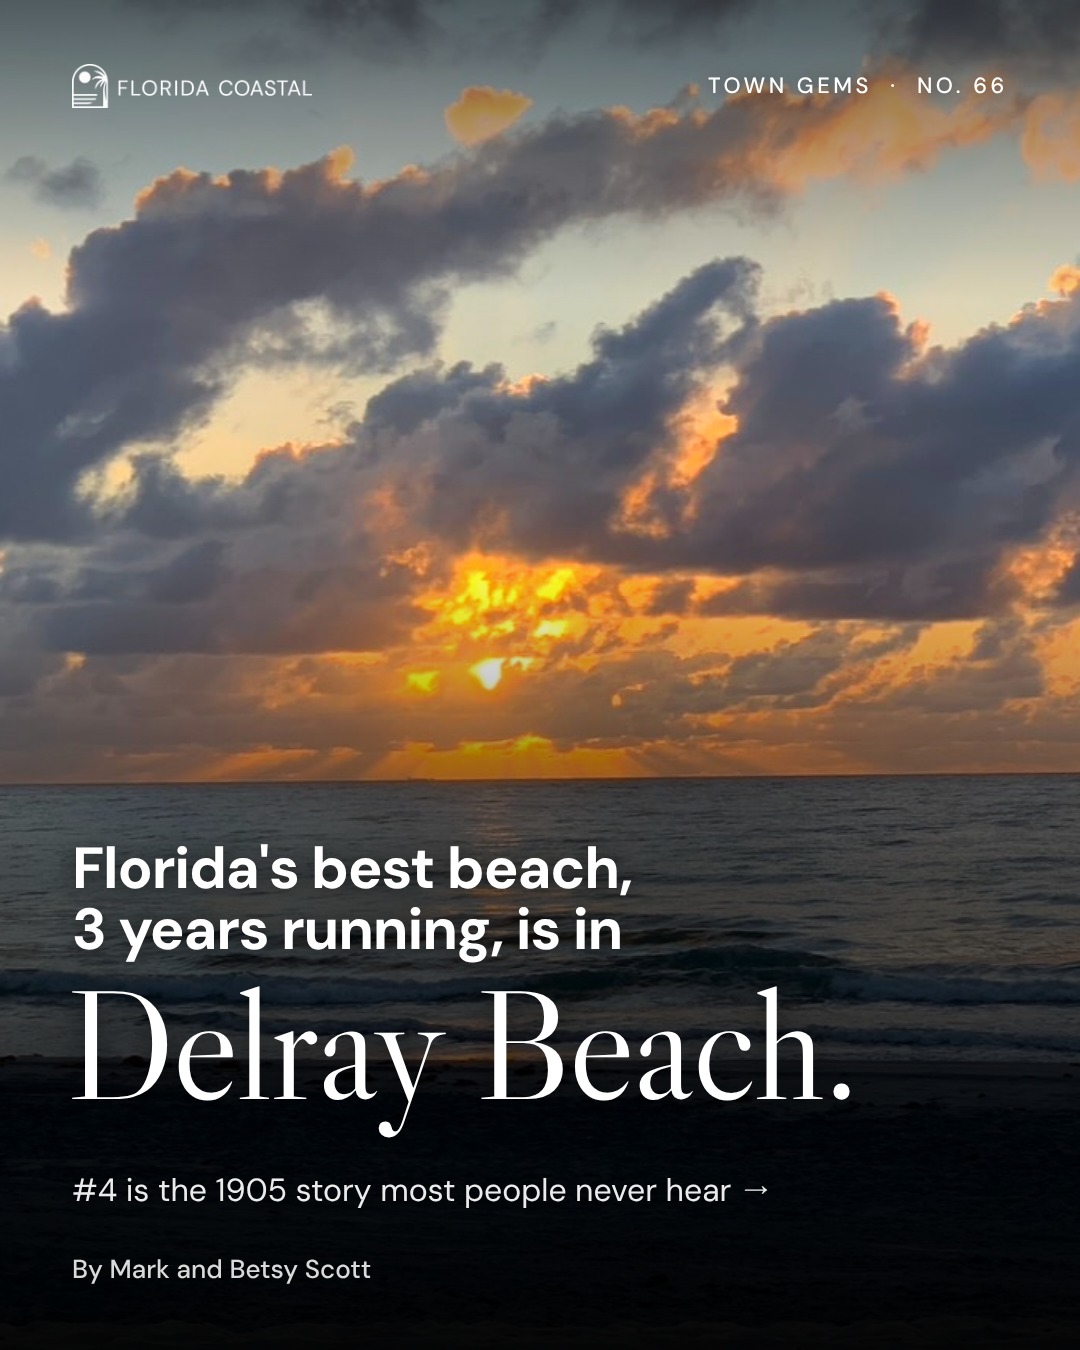 FLORIDA COASTAL
TOWN GEMS · NO. 66
Florida's best beach,
3 years running, is in
Delray Beach.
#4 is the 1905 story most people never hear →
By Mark and Betsy Scott